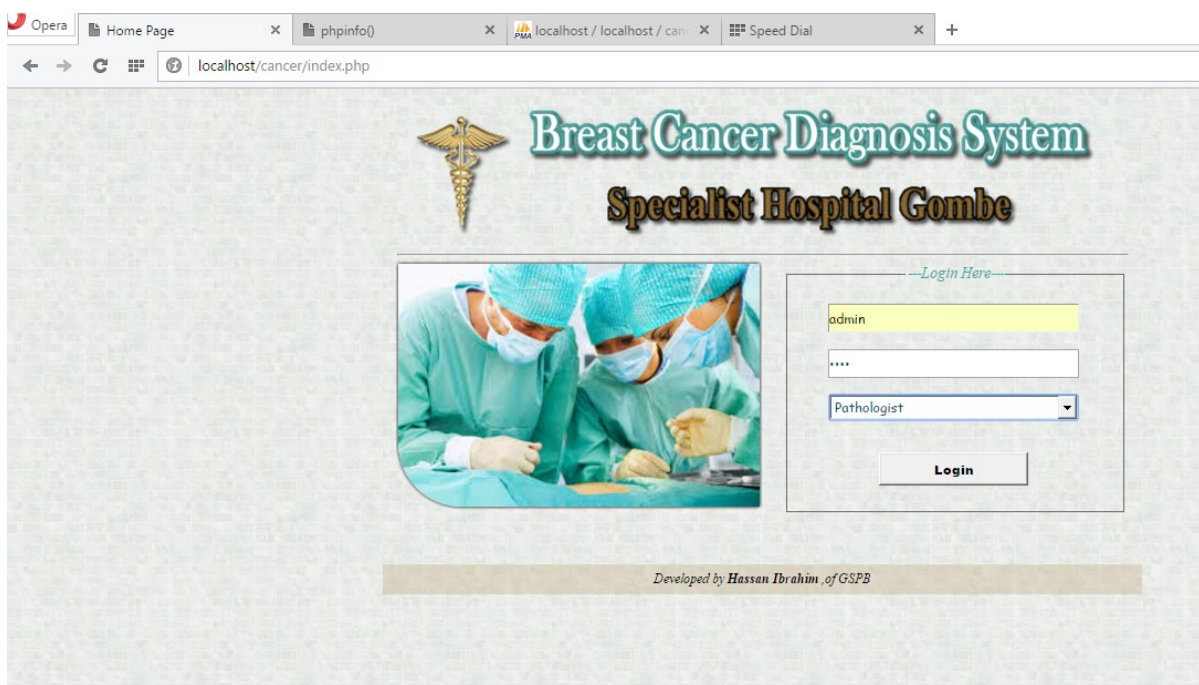 Opera
Home Page
phpinfo()
PMA localhost / localhost / canc
Speed Dial
localhost/cancer/index.php
Breast Cancer Diagnosis System
Specialist Hospital Gombe
----Login Here----
admin
....
Pathologist
Login
Developed by Hassan Ibrahim ,of GSPB